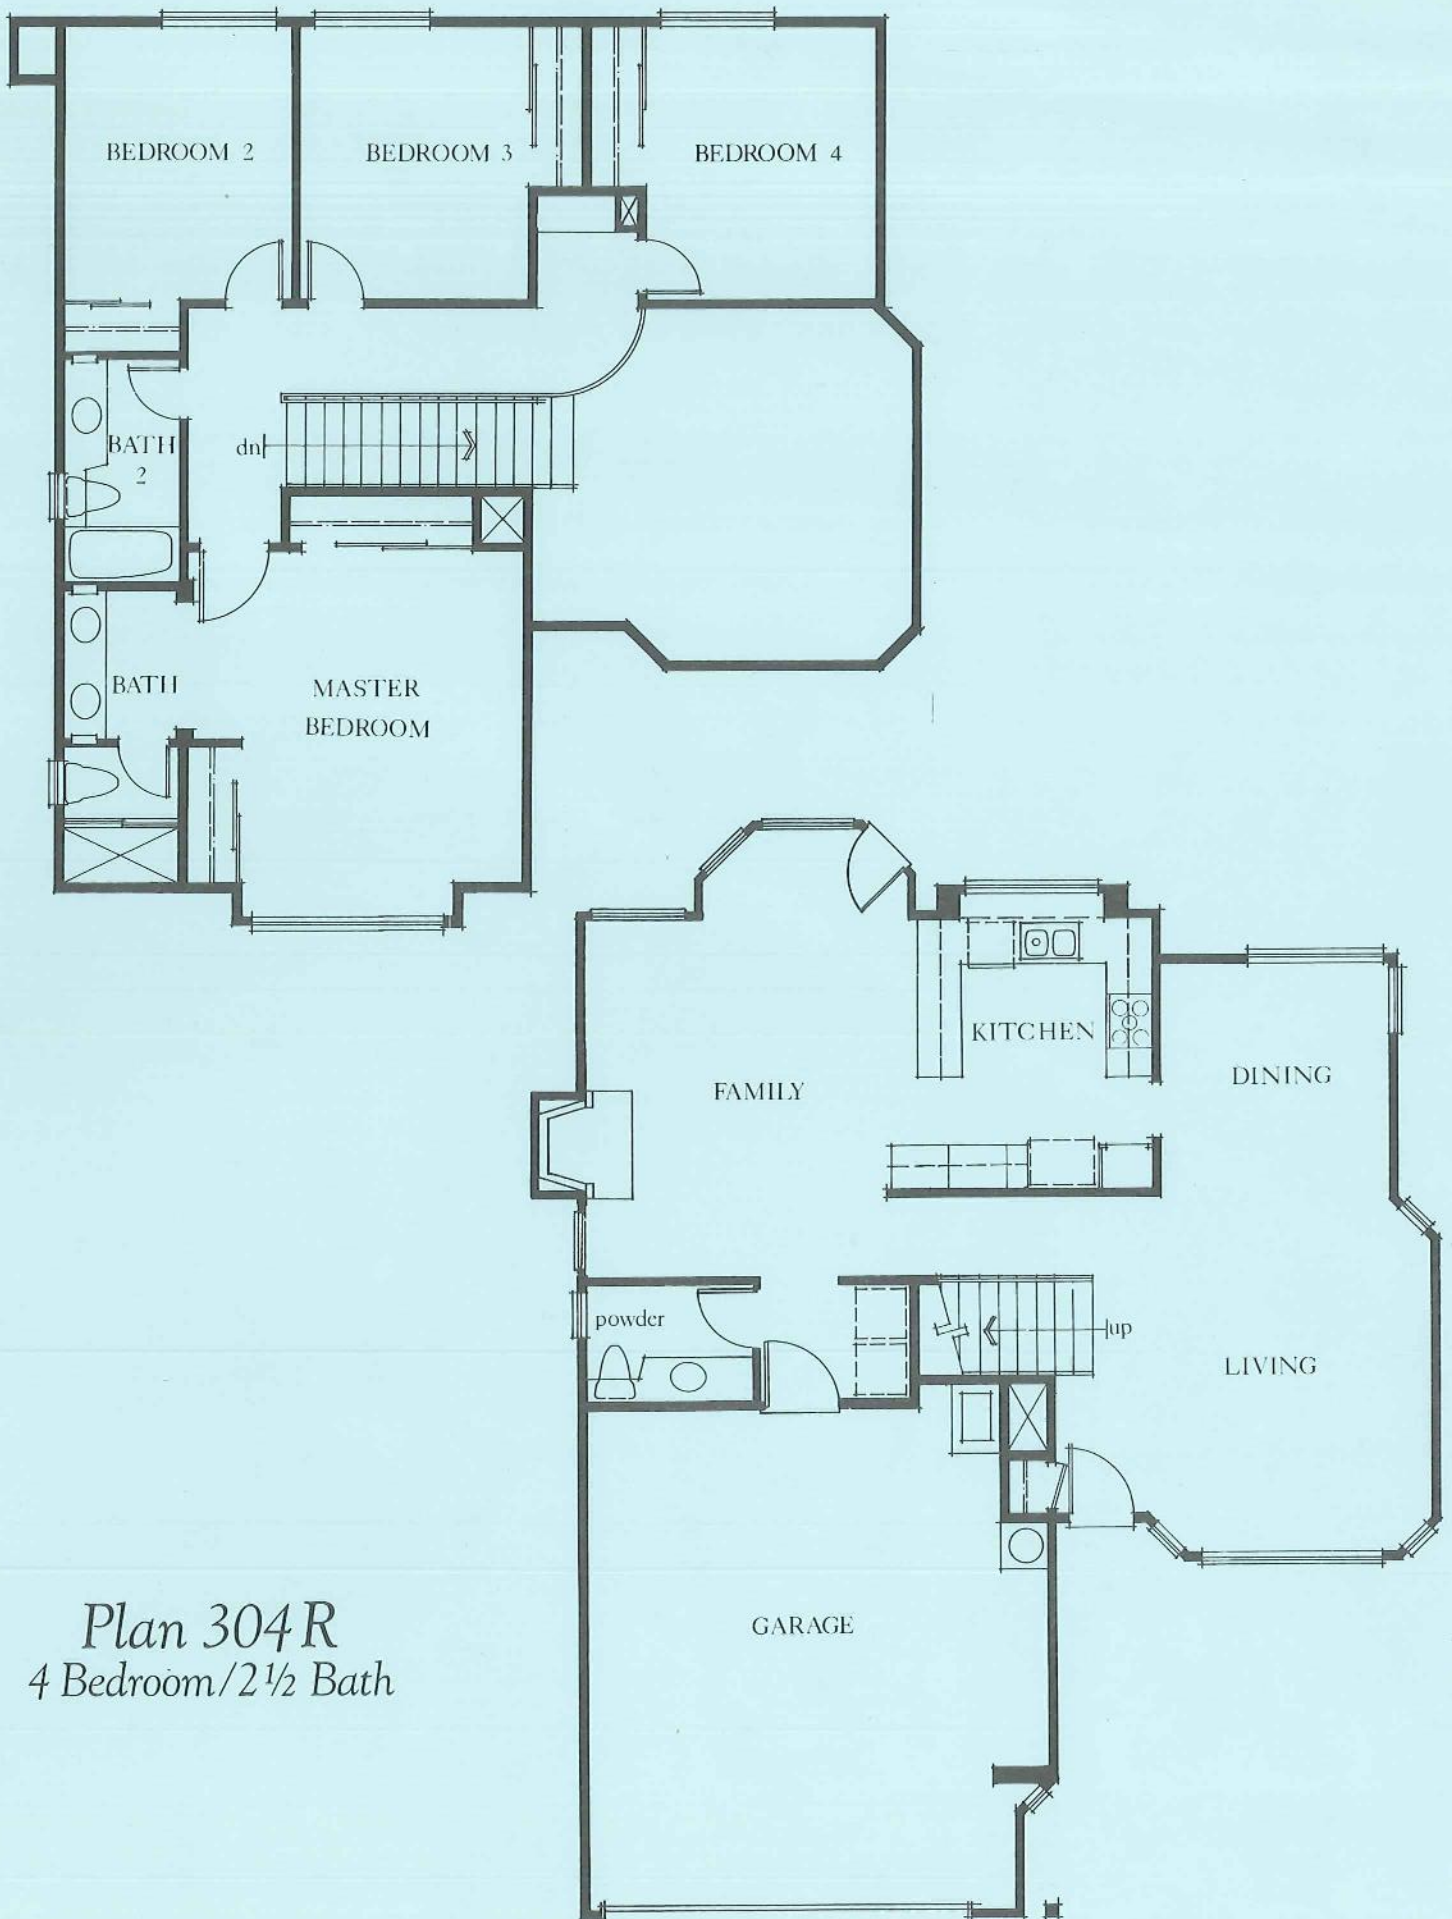 BEDROOM 2
BEDROOM 3
BEDROOM 4
BATH
2
dn
BATH
MASTER
BEDROOM
KITCHEN
DINING
FAMILY
powder
up
LIVING
GARAGE
Plan 304R
4 Bedroom/2½ Bath